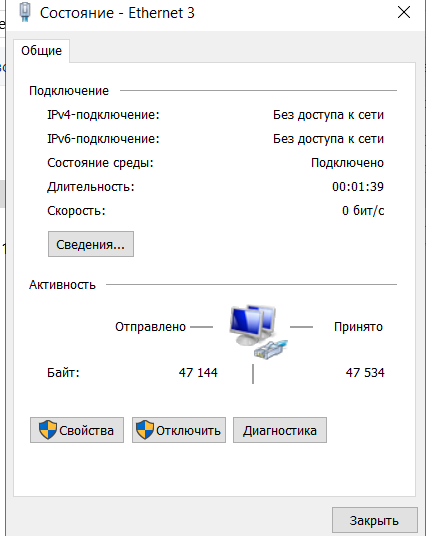 Состояние - Ethernet 3
Общие
Подключение
IPv4-подключение: Без доступа к сети
IPv6-подключение: Без доступа к сети
Состояние среды: Подключено
Длительность: 00:01:39
Скорость: 0 бит/с
Сведения...
Активность
Отправлено — Принято
Байт: 47 144 47 534
Свойства Отключить Диагностика
Закрыть